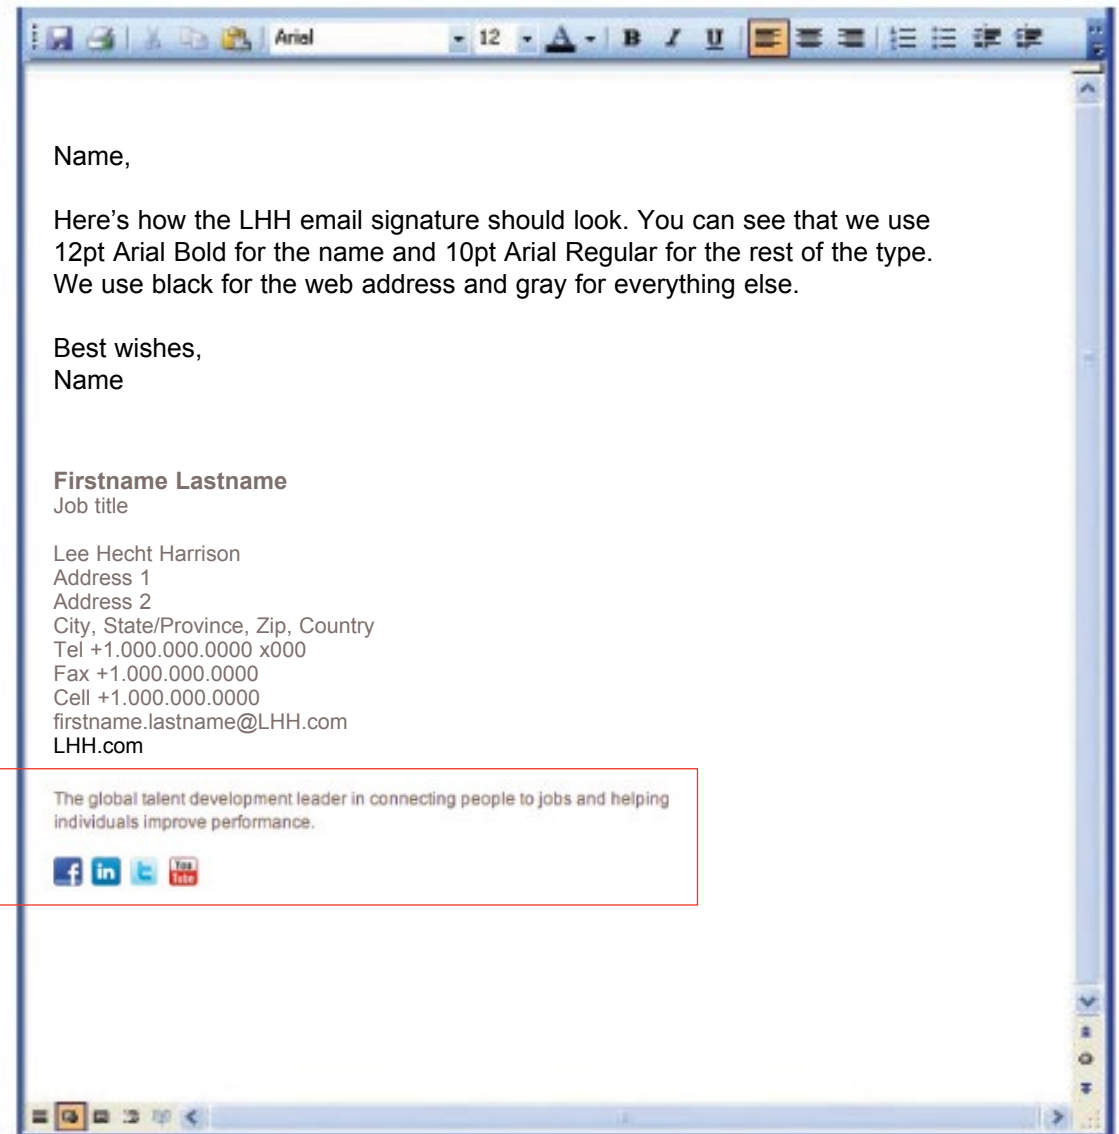 Arial 12 A B I U
Name,
Here’s how the LHH email signature should look. You can see that we use
12pt Arial Bold for the name and 10pt Arial Regular for the rest of the type.
We use black for the web address and gray for everything else.
Best wishes,
Name
Firstname Lastname
Job title
Lee Hecht Harrison
Address 1
Address 2
City, State/Province, Zip, Country
Tel +1.000.000.0000 x000
Fax +1.000.000.0000
Cell +1.000.000.0000
firstname.lastname@LHH.com
LHH.com
The global talent development leader in connecting people to jobs and helping
individuals improve performance.
f in t You
Tube